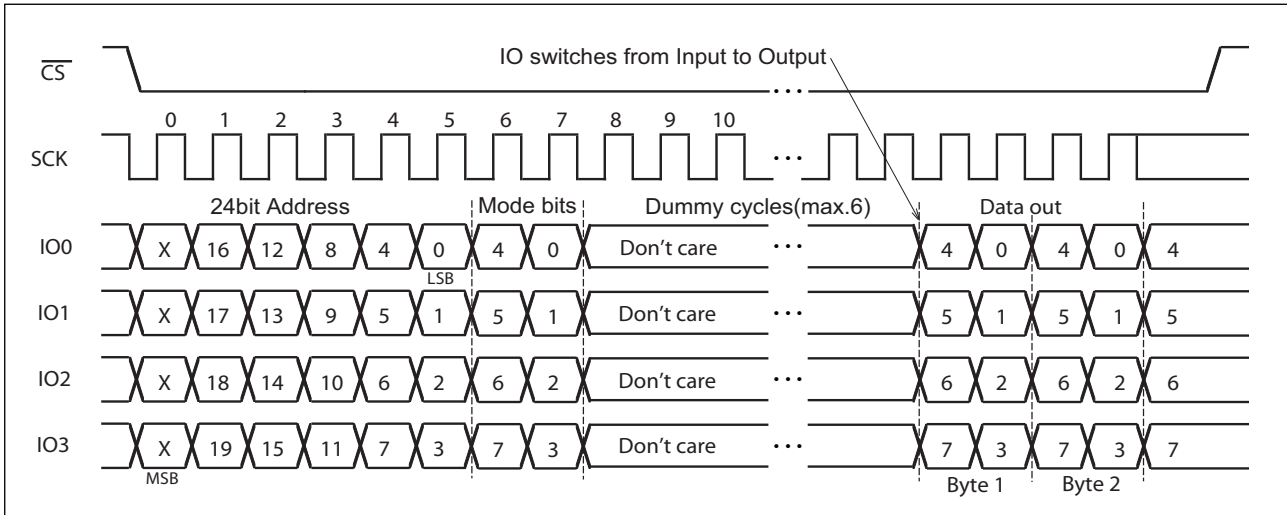 IO switches from Input to Output
CS
...
0 1 2 3 4 5 6 7 8 9 10
SCK
...
24bit Address Mode bits Dummy cycles(max.6) Data out
IO0 X 16 12 8 4 0 4 0 Don't care ... 4 0 4 0 4
LSB
IO1 X 17 13 9 5 1 5 1 Don't care ... 5 1 5 1 5
IO2 X 18 14 10 6 2 6 2 Don't care ... 6 2 6 2 6
IO3 X 19 15 11 7 3 7 3 Don't care ... 7 3 7 3 7
MSB
Byte 1 Byte 2